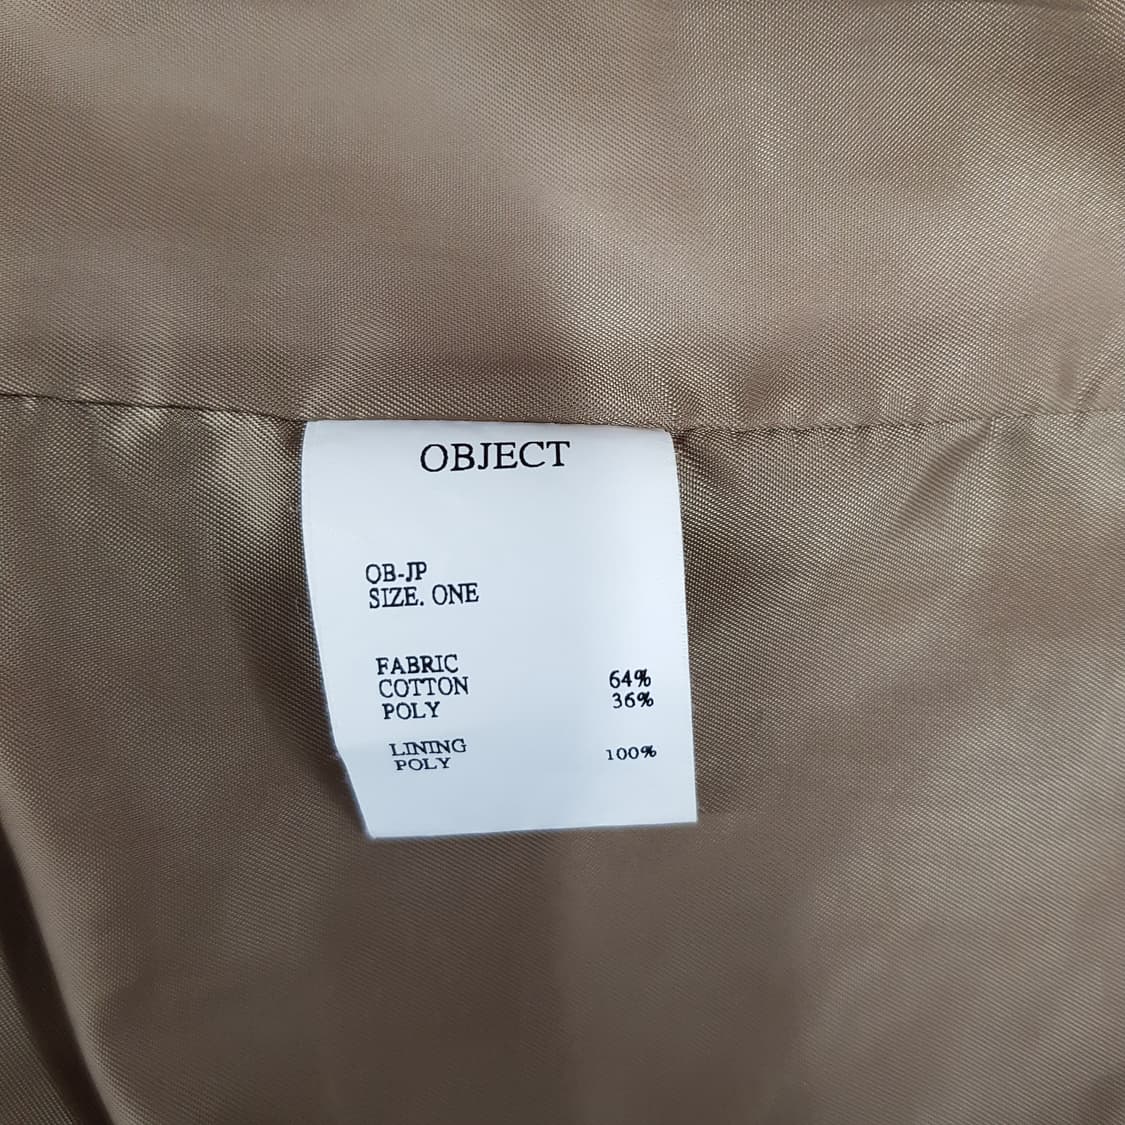 OBJECT
OB-JP
SIZE. ONE
FABRIC
COTTON 64%
POLY 36%
LINING
POLY 100%